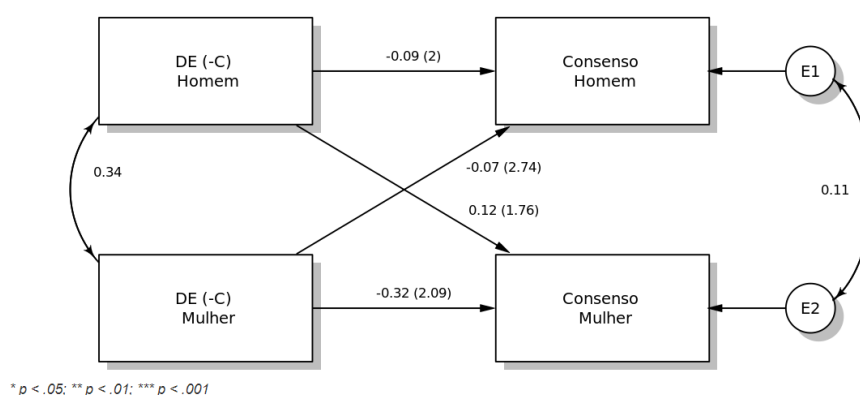 DE (-C)
Homem
-0.09 (2)
Consenso
Homem
E1
0.34
-0.07 (2.74)
0.12 (1.76)
0.11
DE (-C)
Mulher
-0.32 (2.09)
Consenso
Mulher
E2
* p < .05; ** p < .01; *** p < .001